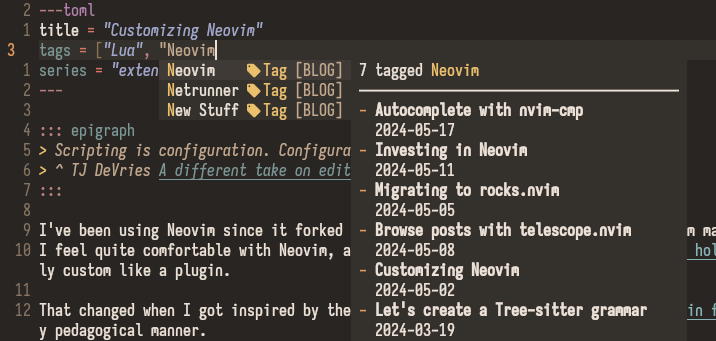 2 ---toml
1 title = "Customizing Neovim"
3 tags = ["Lua", "Neovim
1 series = "exten
2 ---
3
4 ::: epigraph
5 > Scripting is configuration. Configura
6 > ^ TJ DeVries A different take on edit
7 :::
8
9 I've been using Neovim since it forked m ma
10 I feel quite comfortable with Neovim, a hol
ly custom like a plugin.
11
12 That changed when I got inspired by the in f
y pedagogical manner.
Neovim Tag [BLOG]
Netrunner Tag [BLOG]
New Stuff Tag [BLOG]
7 tagged Neovim
- Autocomplete with nvim-cmp
2024-05-17
- Investing in Neovim
2024-05-11
- Migrating to rocks.nvim
2024-05-05
- Browse posts with telescope.nvim
2024-05-08
- Customizing Neovim
2024-05-02
- Let's create a Tree-sitter grammar
2024-03-19